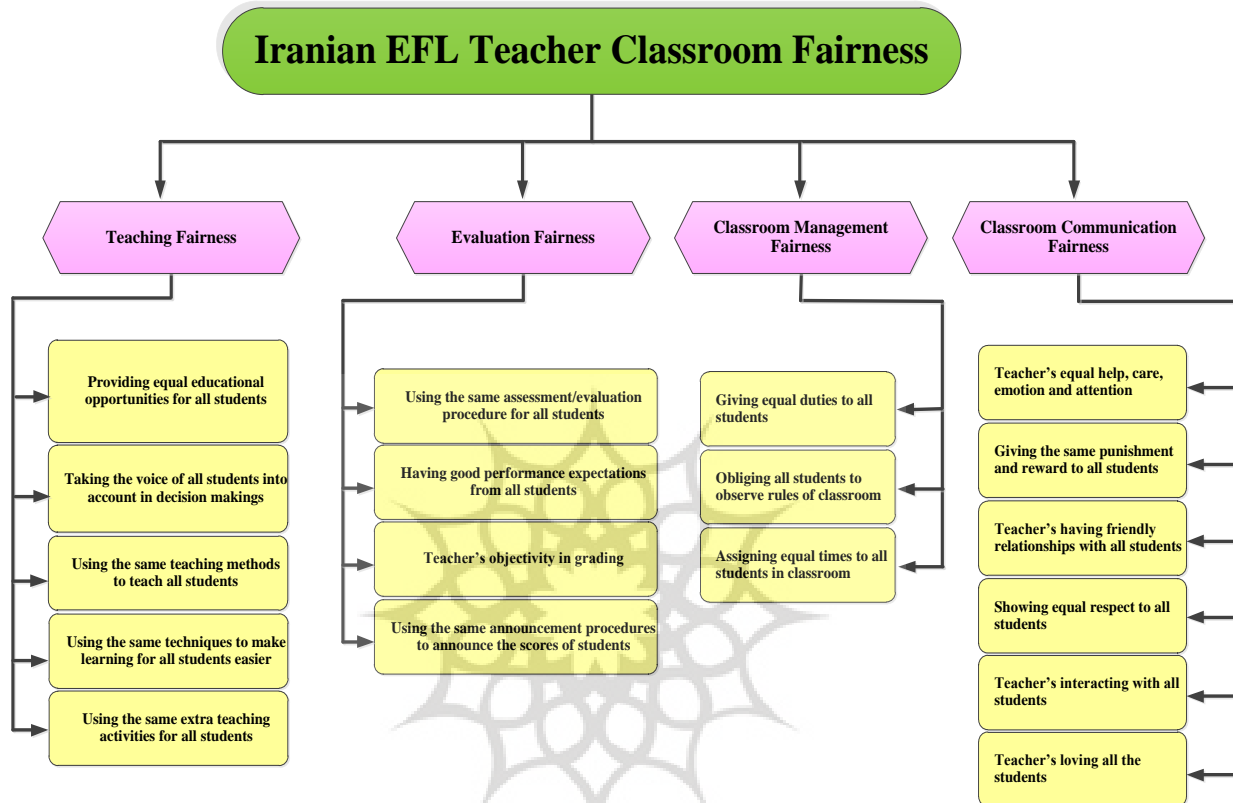 Iranian EFL Teacher Classroom Fairness
Teaching Fairness
Providing equal educational
opportunities for all students
Taking the voice of all students into
account in decision makings
Using the same teaching methods
to teach all students
Using the same techniques to make
learning for all students easier
Using the same extra teaching
activities for all students
Evaluation Fairness
Using the same assessment/evaluation
procedure for all students
Having good performance expectations
from all students
Teacher's objectivity in grading
Using the same announcement procedures
to announce the scores of students
Classroom Management
Fairness
Giving equal duties to all
students
Obliging all students to
observe rules of classroom
Assigning equal times to all
students in classroom
Classroom Communication
Fairness
Teacher's equal help, care,
emotion and attention
Giving the same punishment
and reward to all students
Teacher's having friendly
relationships with all students
Showing equal respect to all
students
Teacher's interacting with all
students
Teacher's loving all the
students